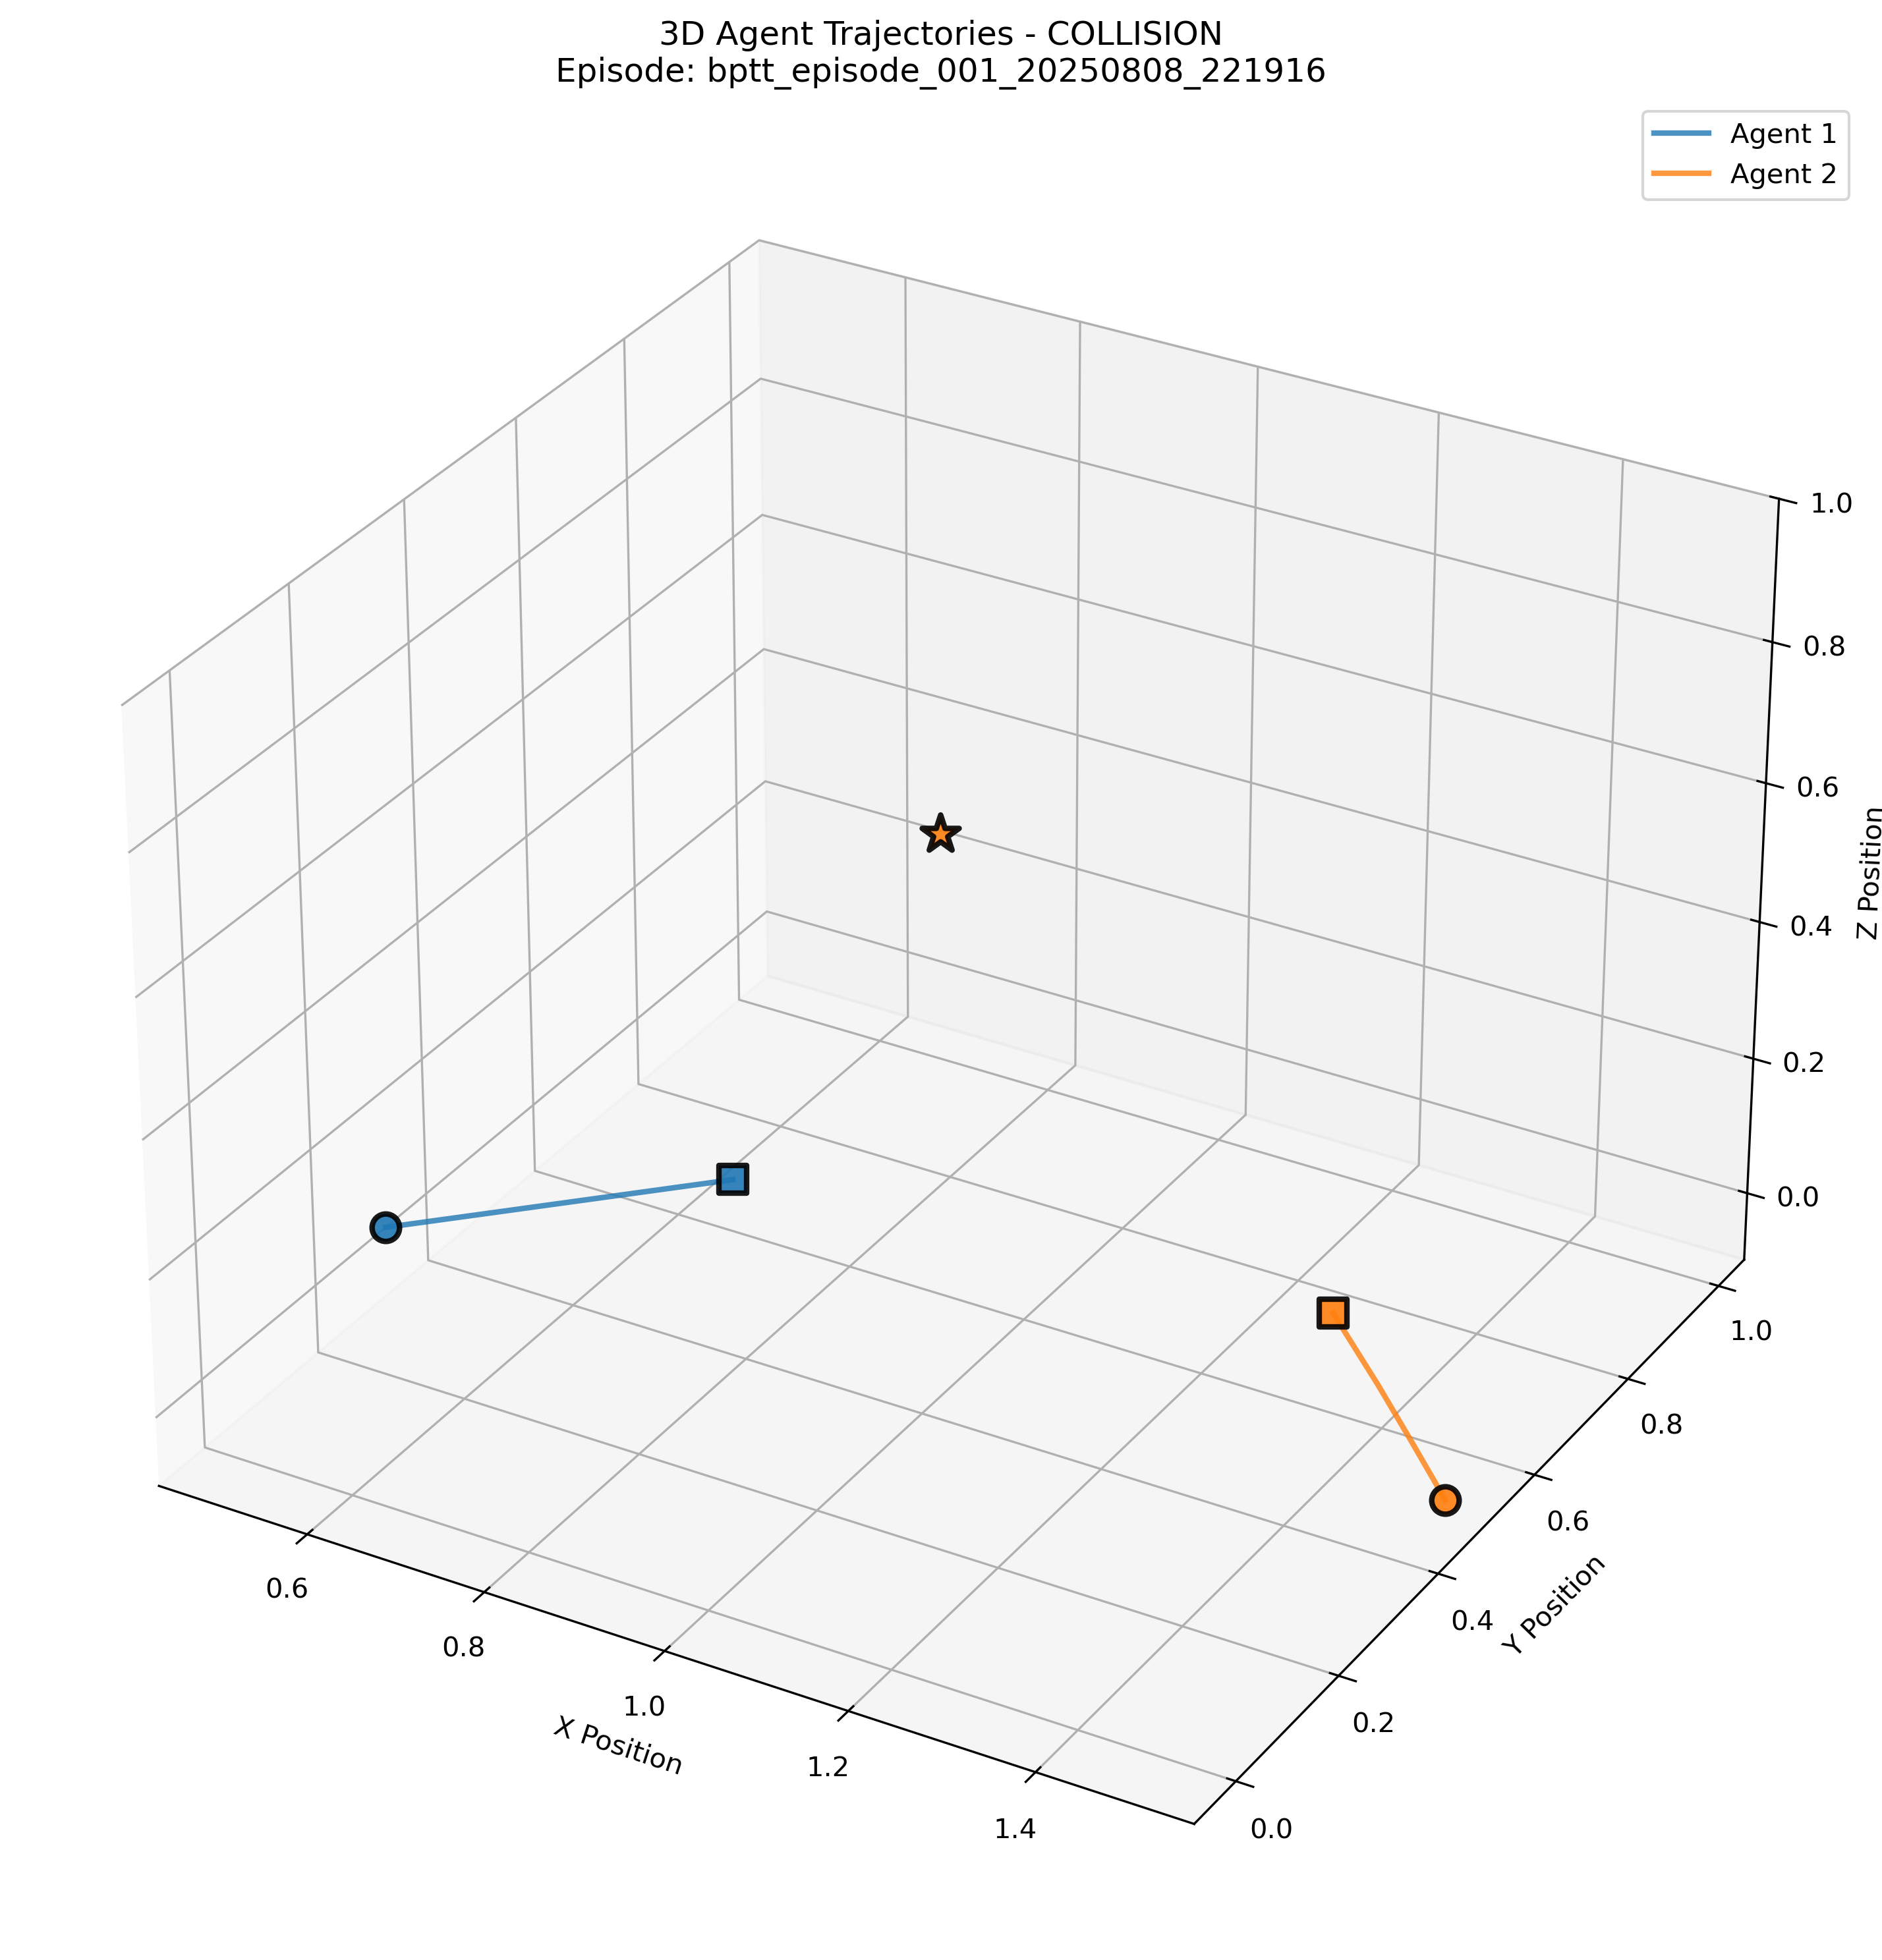 3D Agent Trajectories - COLLISION
Episode: bptt_episode_001_20250808_221916
Agent 1
Agent 2
1.0
0.8
0.6
0.4
0.2
0.0
Z Position
1.0
0.8
0.6
0.4
0.2
0.0
Y Position
0.6
0.8
1.0
1.2
1.4
X Position